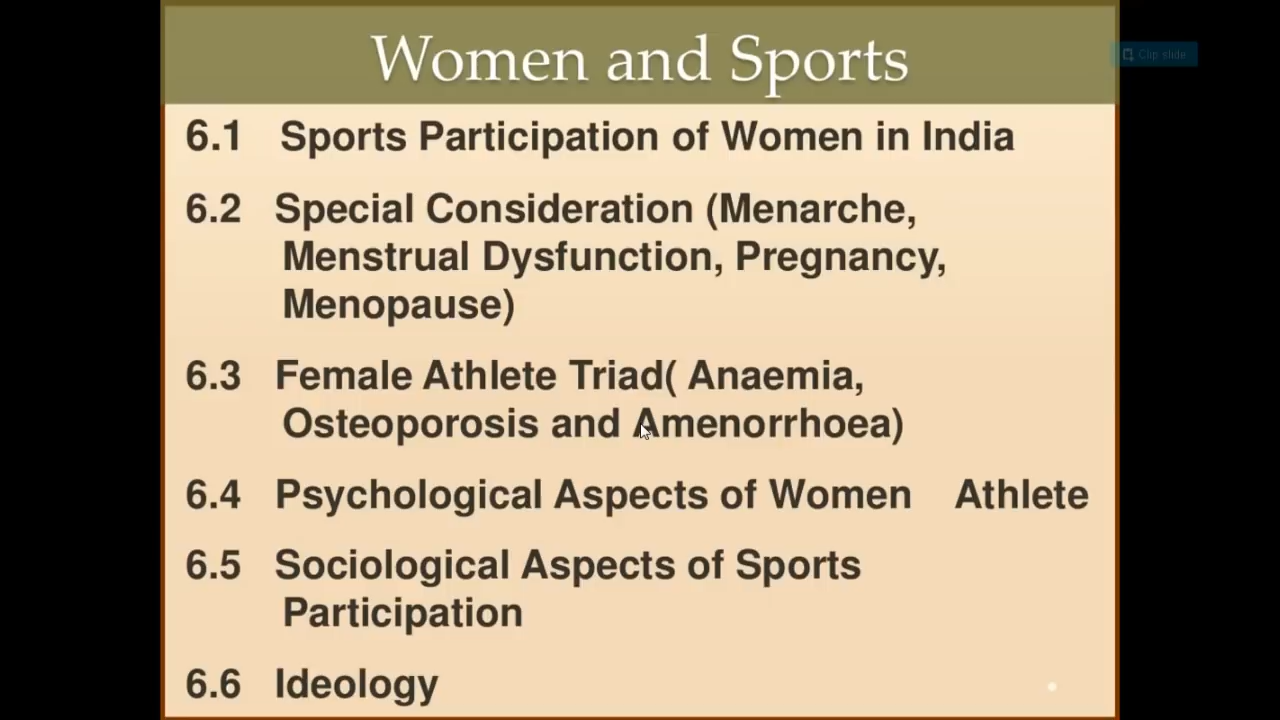 Women and Sports
Clip slide
6.1 Sports Participation of Women in India
6.2 Special Consideration (Menarche,
Menstrual Dysfunction, Pregnancy,
Menopause)
6.3 Female Athlete Triad( Anaemia,
Osteoporosis and Amenorrhoea)
6.4 Psychological Aspects of Women Athlete
6.5 Sociological Aspects of Sports
Participation
6.6 Ideology